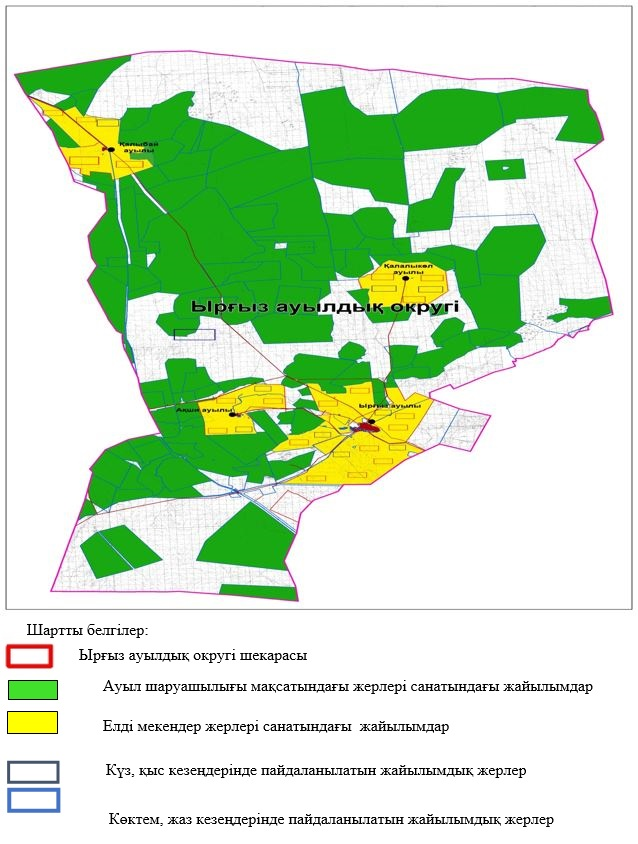 Қалыбай
ауылы
Қалалыкөл
ауылы
Ырғыз ауылдық округі
Ақши ауылы
Ырғыз ауылы
Шартты белгілер:
Ырғыз ауылдық округі шекарасы
Ауыл шаруашылығы мақсатындағы жерлері санатындағы жайылымдар
Елді мекендер жерлері санатындағы жайылымдар
Күз, қыс кезеңдерінде пайдаланылатын жайылымдық жерлер
Көктем, жаз кезеңдерінде пайдаланылатын жайылымдық жерлер